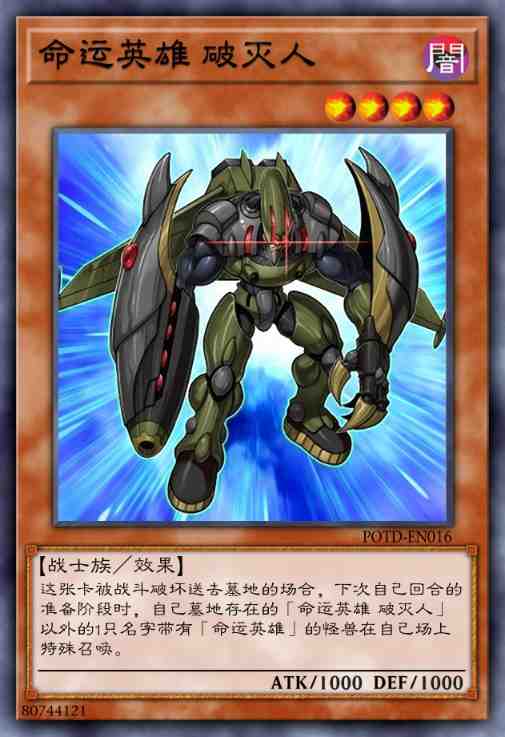 命运英雄 破灭人
闇
POTD-EN016
【战士族／效果】
这张卡被战斗破坏送去墓地的场合，下次自己回合的
准备阶段时，自己墓地存在的「命运英雄 破灭人」
以外的1只名字带有「命运英雄」的怪兽在自己场上
特殊召唤。
ATK/1000 DEF/1000
80744121